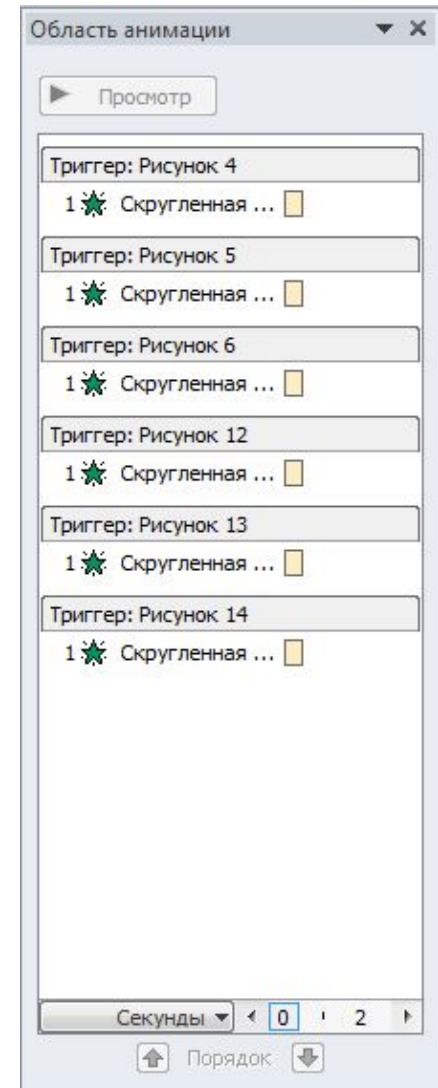 Область анимации
Просмотр
Триггер: Рисунок 4
1 Скругленная ...
Триггер: Рисунок 5
1 Скругленная ...
Триггер: Рисунок 6
1 Скругленная ...
Триггер: Рисунок 12
1 Скругленная ...
Триггер: Рисунок 13
1 Скругленная ...
Триггер: Рисунок 14
1 Скругленная ...
Секунды 0 2
Порядок